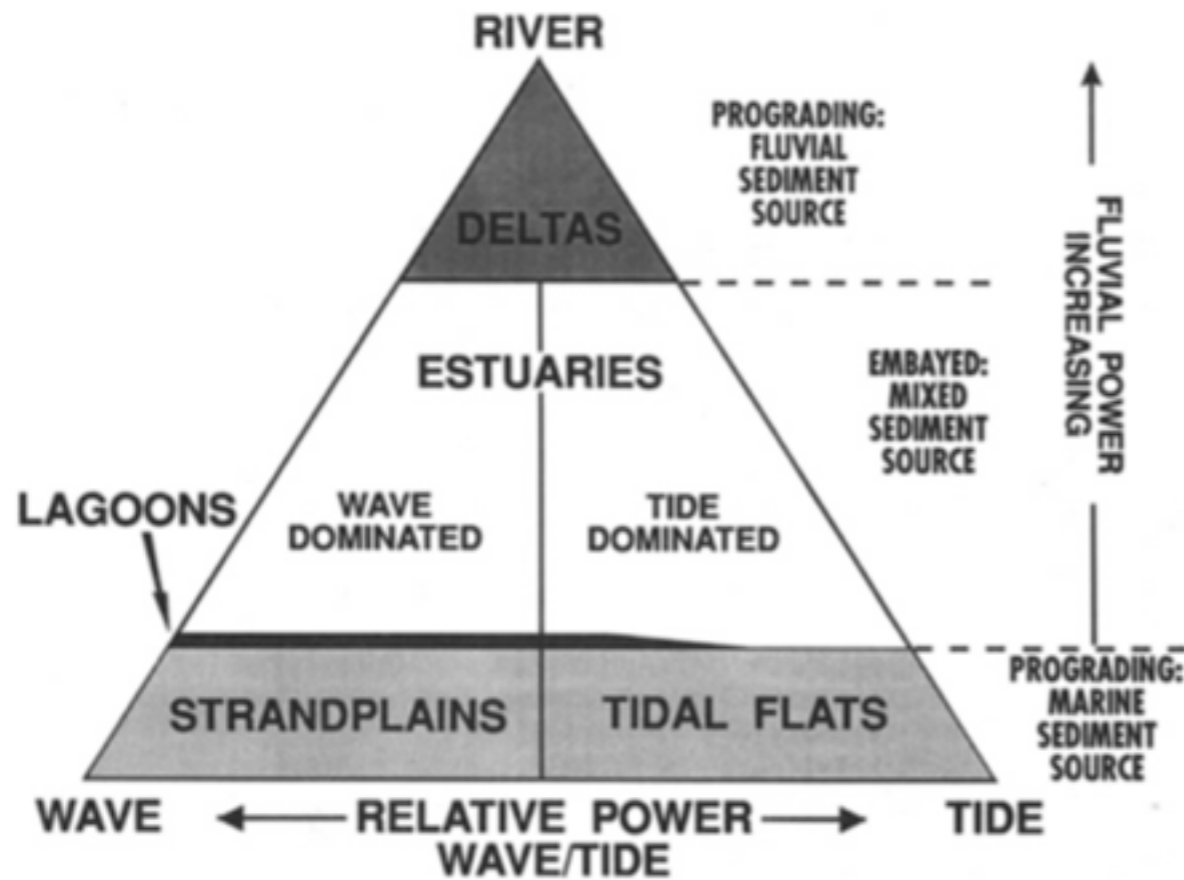 RIVER
PROGRADING:
FLUVIAL
SEDIMENT
SOURCE
DELTAS
FLUVIAL POWER
INCREASING
ESTUARIES
EMBAYED:
MIXED
SEDIMENT
SOURCE
LAGOONS
WAVE
DOMINATED
TIDE
DOMINATED
STRANDPLAINS
TIDAL FLATS
PROGRADING:
MARINE
SEDIMENT
SOURCE
WAVE
RELATIVE POWER
WAVE/TIDE
TIDE